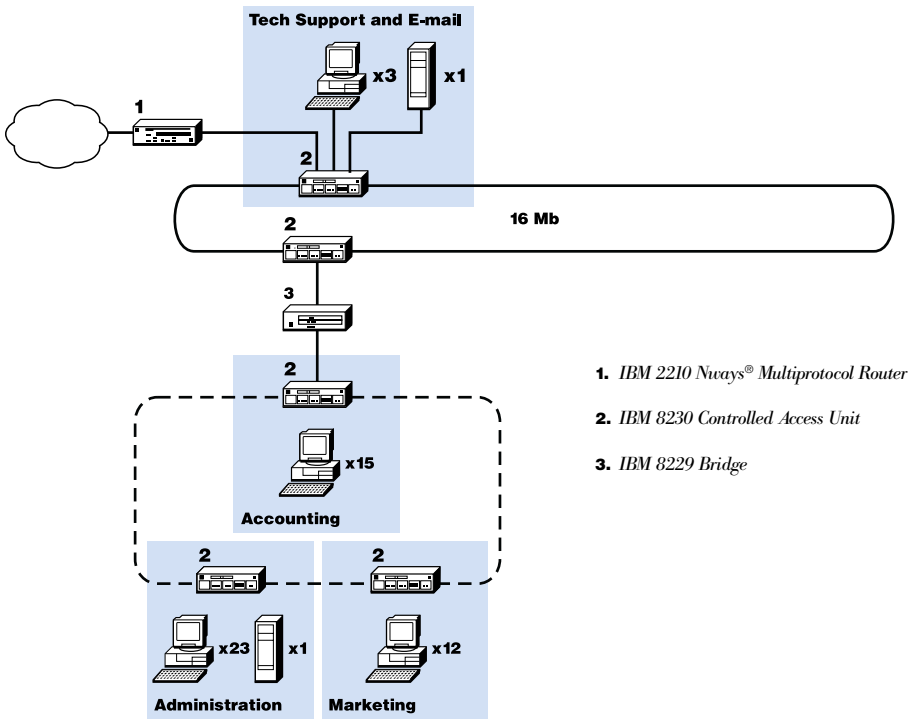 Tech Support and E-mail
x3
x1
1
2
16 Mb
2
3
2
x15
Accounting
2
2
x23
x1
x12
Administration
Marketing
1. IBM 2210 Nways® Multiprotocol Router
2. IBM 8230 Controlled Access Unit
3. IBM 8229 Bridge